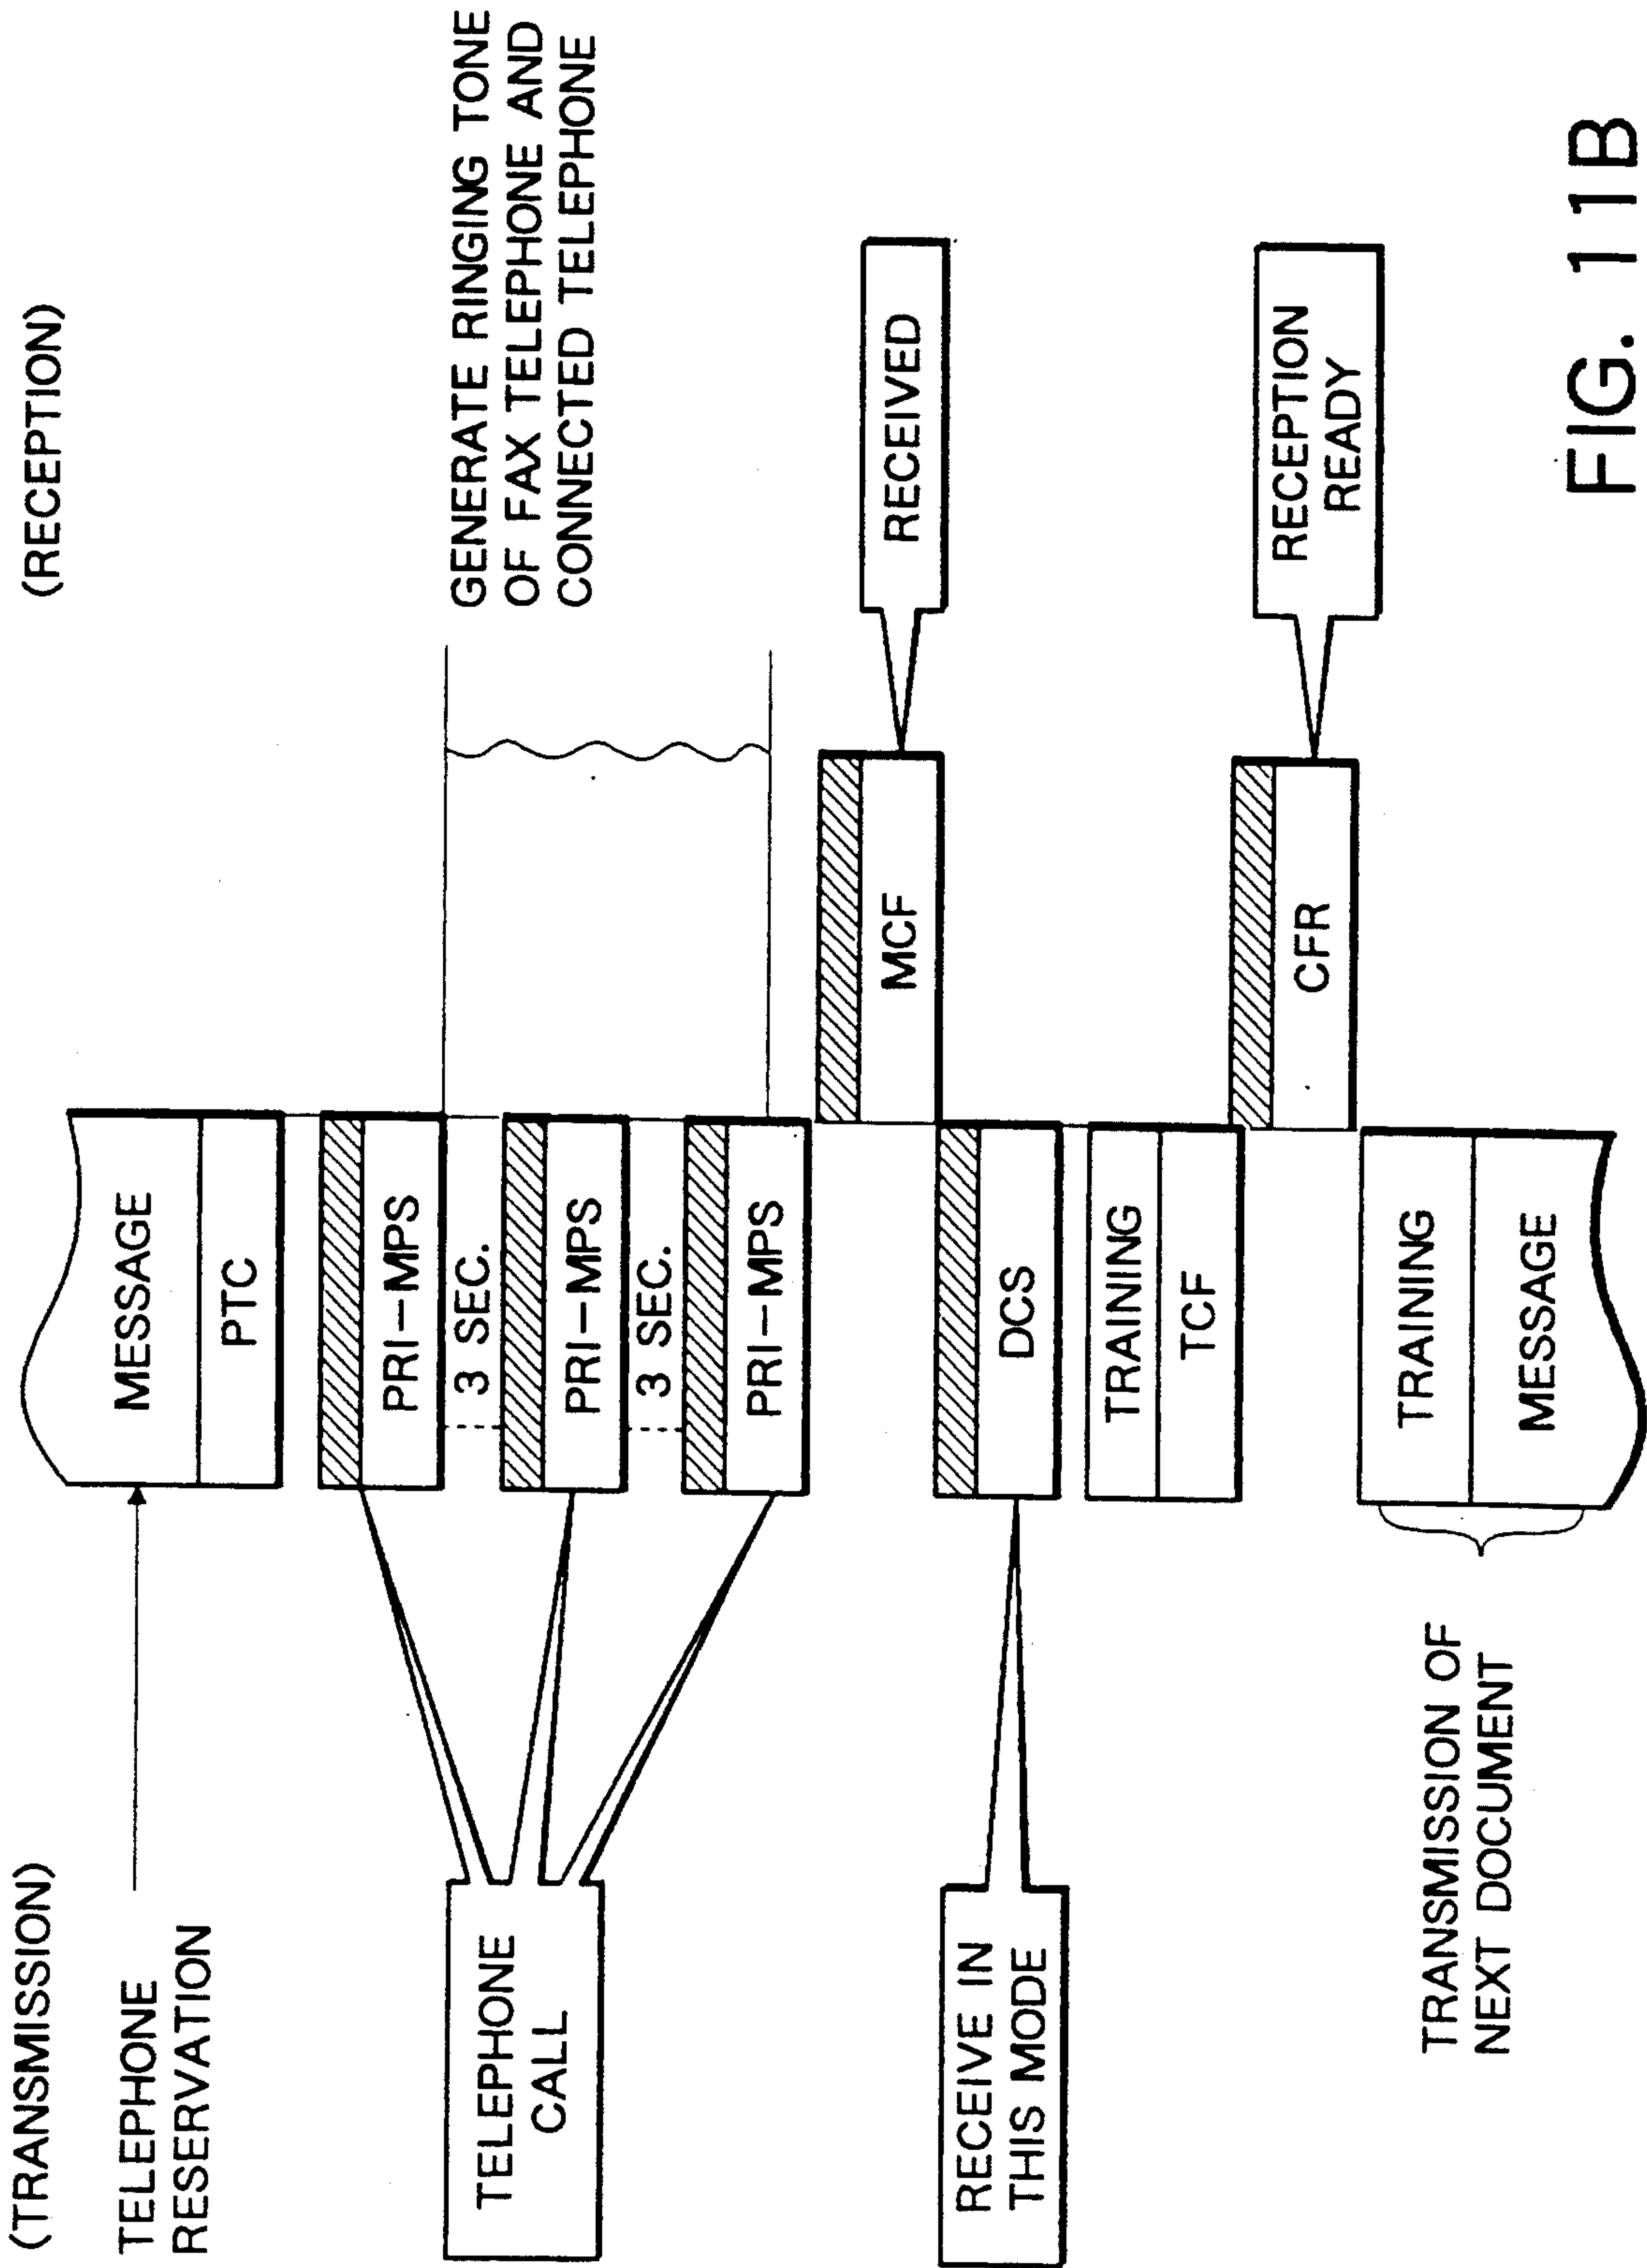 (TRANSMISSION)
(RECEPTION)
TELEPHONE
RESERVATION
MESSAGE
PTC
PRI-MPS
3 SEC.
PRI-MPS
3 SEC.
PRI-MPS
TELEPHONE
CALL
GENERATE RINGING TONE
OF FAX TELEPHONE AND
CONNECTED TELEPHONE
MCF
RECEIVED
RECEIVE IN
THIS MODE
DCS
TRAINING
TCF
CFR
RECEPTION
READY
TRANSMISSION OF
NEXT DOCUMENT
TRAINING
MESSAGE
FIG. 11B